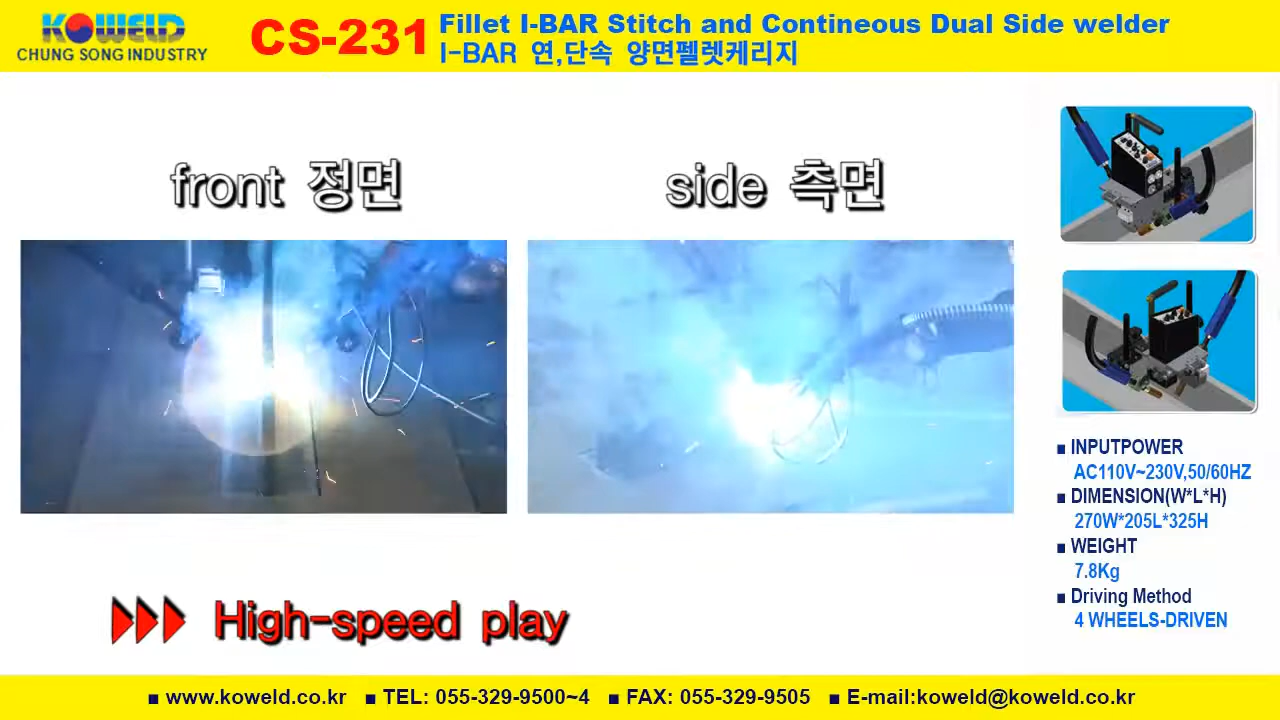 KOWELD
CHUNG SONG INDUSTRY
CS-231
Fillet I-BAR Stitch and Contineous Dual Side welder
I-BAR 연,단속 양면펠렛케리지
front 정면
side 측면
High-speed play
■ INPUTPOWER
AC110V~230V,50/60HZ
■ DIMENSION(W*L*H)
270W*205L*325H
■ WEIGHT
7.8Kg
■ Driving Method
4 WHEELS-DRIVEN
■ www.koweld.co.kr ■ TEL: 055-329-9500~4 ■ FAX: 055-329-9505 ■ E-mail:koweld@koweld.co.kr